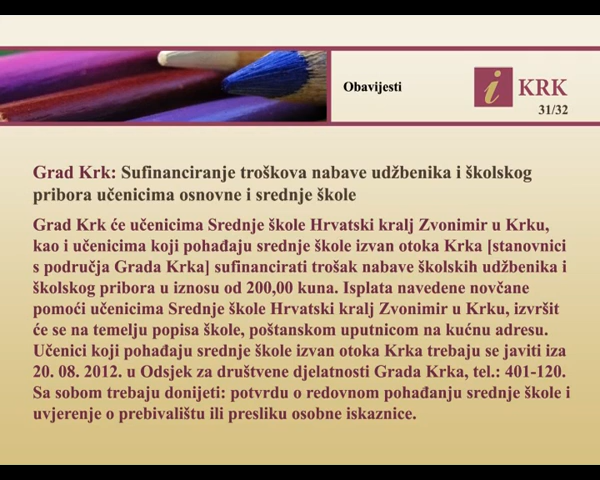 Obavijesti
i KRK
31/32
Grad Krk: Sufinanciranje troškova nabave udžbenika i školskog
pribora učenicima osnovne i srednje škole
Grad Krk će učenicima Srednje škole Hrvatski kralj Zvonimir u Krku,
kao i učenicima koji pohađaju srednje škole izvan otoka Krka [stanovnici
s područja Grada Krka] sufinancirati trošak nabave školskih udžbenika i
školskog pribora u iznosu od 200,00 kuna. Isplata navedene novčane
pomoći učenicima Srednje škole Hrvatski kralj Zvonimir u Krku, izvršit
će se na temelju popisa škole, poštanskom uputnicom na kućnu adresu.
Učenici koji pohađaju srednje škole izvan otoka Krka trebaju se javiti iza
20. 08. 2012. u Odsjek za društvene djelatnosti Grada Krka, tel.: 401-120.
Sa sobom trebaju donijeti: potvrdu o redovnom pohađanju srednje škole i
uvjerenje o prebivalištu ili presliku osobne iskaznice.